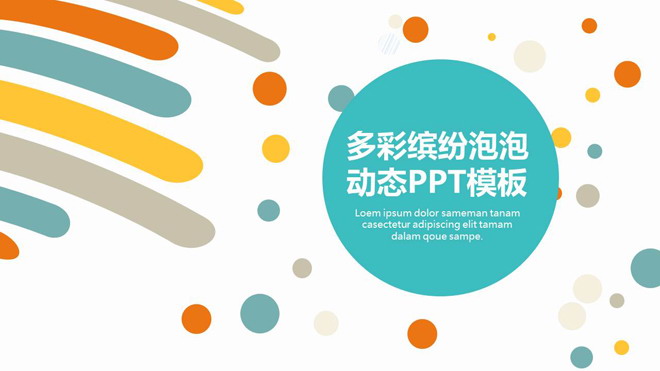 多彩缤纷泡泡
动态PPT模板
Loem ipsum dolor sameman tanam
casectetur adipiscing elit tamam
dalam qoue sampe.